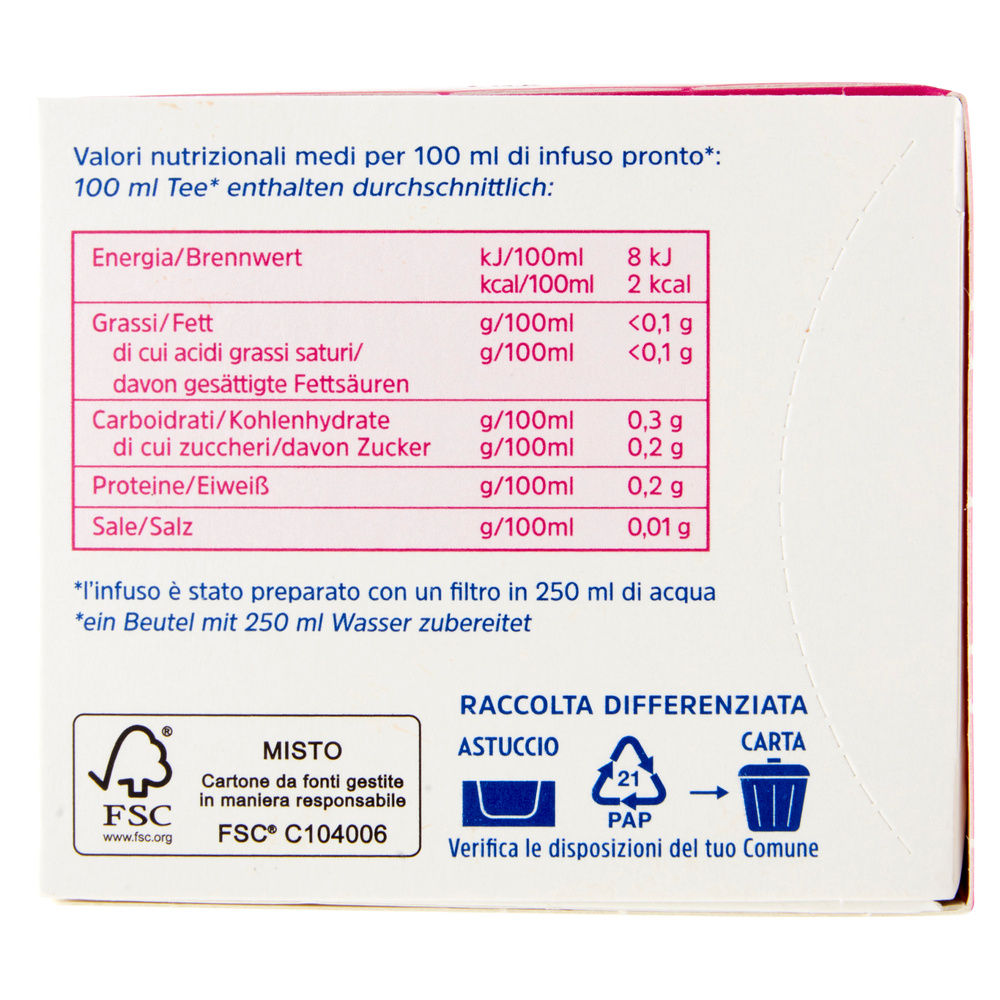 Valori nutrizionali medi per 100 ml di infuso pronto*:
100 ml Tee* enthalten durchschnittlich:
Energia/Brennwert kJ/100ml 8 kJ
kcal/100ml 2 kcal
Grassi/Fett g/100ml <0,1 g
di cui acidi grassi saturi/ g/100ml <0,1 g
davon gesättigte Fettsäuren
Carboidrati/Kohlenhydrate g/100ml 0,3 g
di cui zuccheri/davon Zucker g/100ml 0,2 g
Proteine/Eiweiß g/100ml 0,2 g
Sale/Salz g/100ml 0,01 g
*l'infuso è stato preparato con un filtro in 250 ml di acqua
*ein Beutel mit 250 ml Wasser zubereitet
FSC®
www.fsc.org
MISTO
Cartone da fonti gestite
in maniera responsabile
FSC® C104006
RACCOLTA DIFFERENZIATA
ASTUCCIO
21
PAP
CARTA
Verifica le disposizioni del tuo Comune